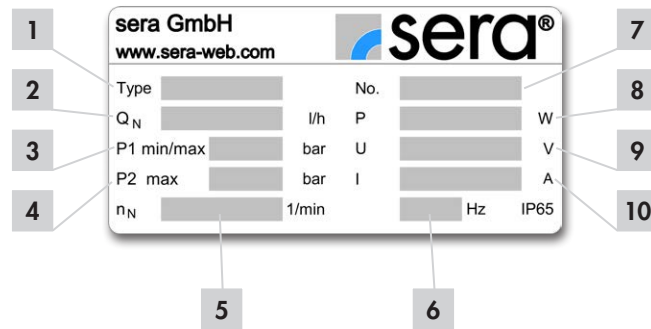 sera GmbH
www.sera-web.com
sera®
1
2
3
4
Type
QN l/h
P1 min/max bar
P2 max bar
nN 1/min
No.
P W
U V
I A
Hz IP65
7
8
9
10
5
6